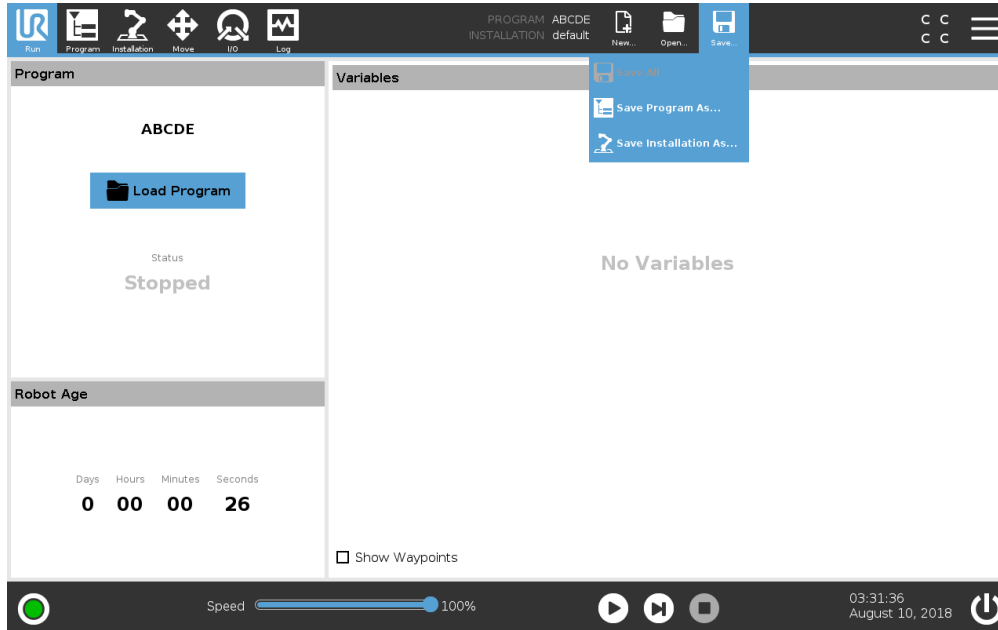 UR
PROGRAM ABCDE
INSTALLATION default
C C
C C
Run Program Installation Move I/O Log New... Open... Save...
Program
Variables
Save All
Save Program As...
Save Installation As...
ABCDE
Load Program
Status
Stopped
No Variables
Robot Age
Days Hours Minutes Seconds
0 00 00 26
Show Waypoints
Speed 100%
03:31:36
August 10, 2018